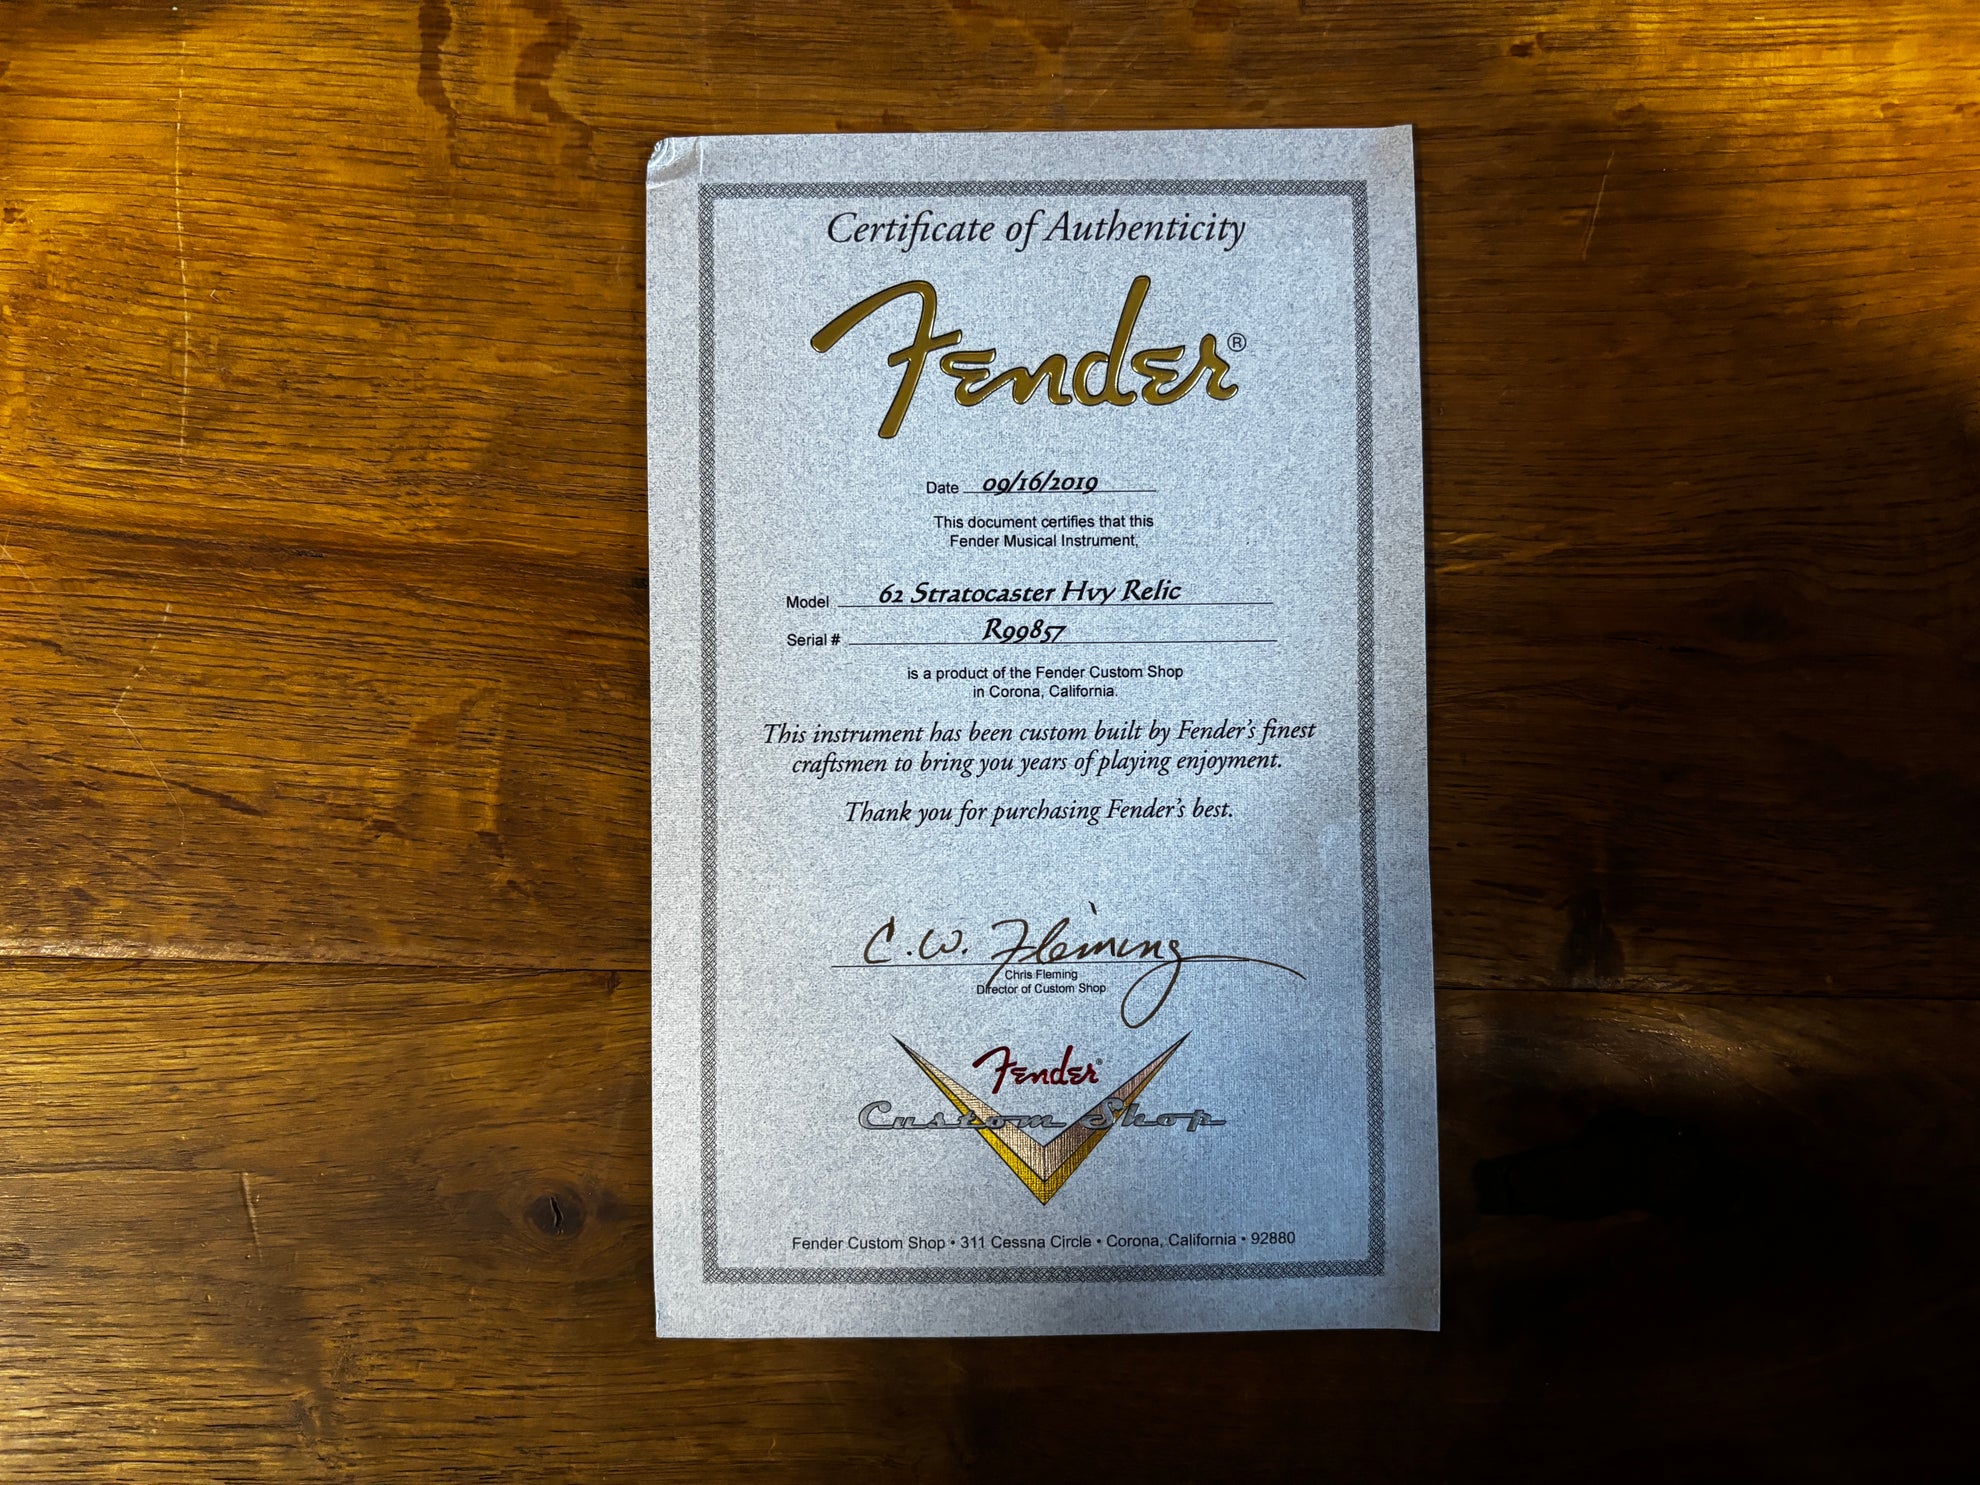 Certificate of Authenticity
Fender®
Date 09/16/2019
This document certifies that this
Fender Musical Instrument,
Model 62 Stratocaster Hvy Relic
Serial # R99857
is a product of the Fender Custom Shop
in Corona, California.
This instrument has been custom built by Fender's finest
craftsmen to bring you years of playing enjoyment.
Thank you for purchasing Fender's best.
C.W. Fleming
Chris Fleming
Director of Custom Shop
Fender®
Custom Shop
Fender Custom Shop • 311 Cessna Circle • Corona, California • 92880